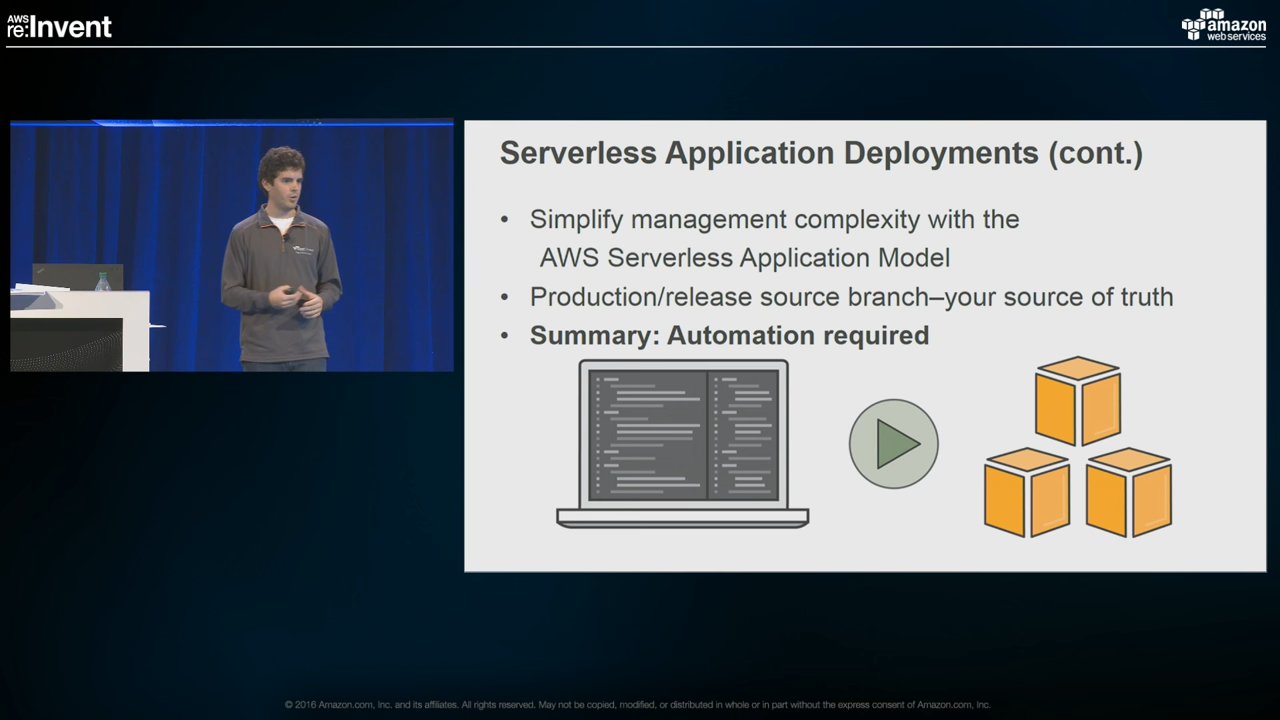 AWS
re:Invent
amazon
web services
Serverless Application Deployments (cont.)
• Simplify management complexity with the
AWS Serverless Application Model
• Production/release source branch–your source of truth
• Summary: Automation required
© 2016 Amazon.com, Inc. and its affiliates. All rights reserved. May not be copied, modified, or distributed in whole or in part without the express consent of Amazon.com, Inc.